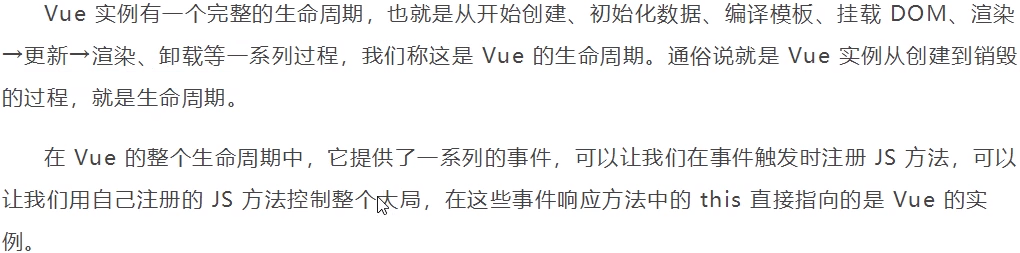 Vue 实例有一个完整的生命周期，也就是从开始创建、初始化数据、编译模板、挂载 DOM、渲染
→更新→渲染、卸载等一系列过程，我们称这是 Vue 的生命周期。通俗说就是 Vue 实例从创建到销毁
的过程，就是生命周期。
在 Vue 的整个生命周期中，它提供了一系列的事件，可以让我们在事件触发时注册 JS 方法，可以
让我们用自己注册的 JS 方法控制整个大局，在这些事件响应方法中的 this 直接指向的是 Vue 的实
例。